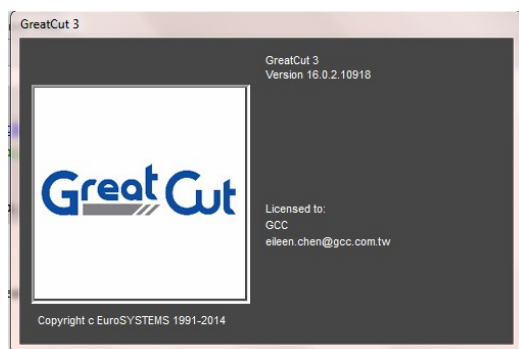 GreatCut 3
GreatCut 3
Version 16.0.2.10918
Great Cut
Licensed to:
GCC
eileen.chen@gcc.com.tw
Copyright c EuroSYSTEMS 1991-2014